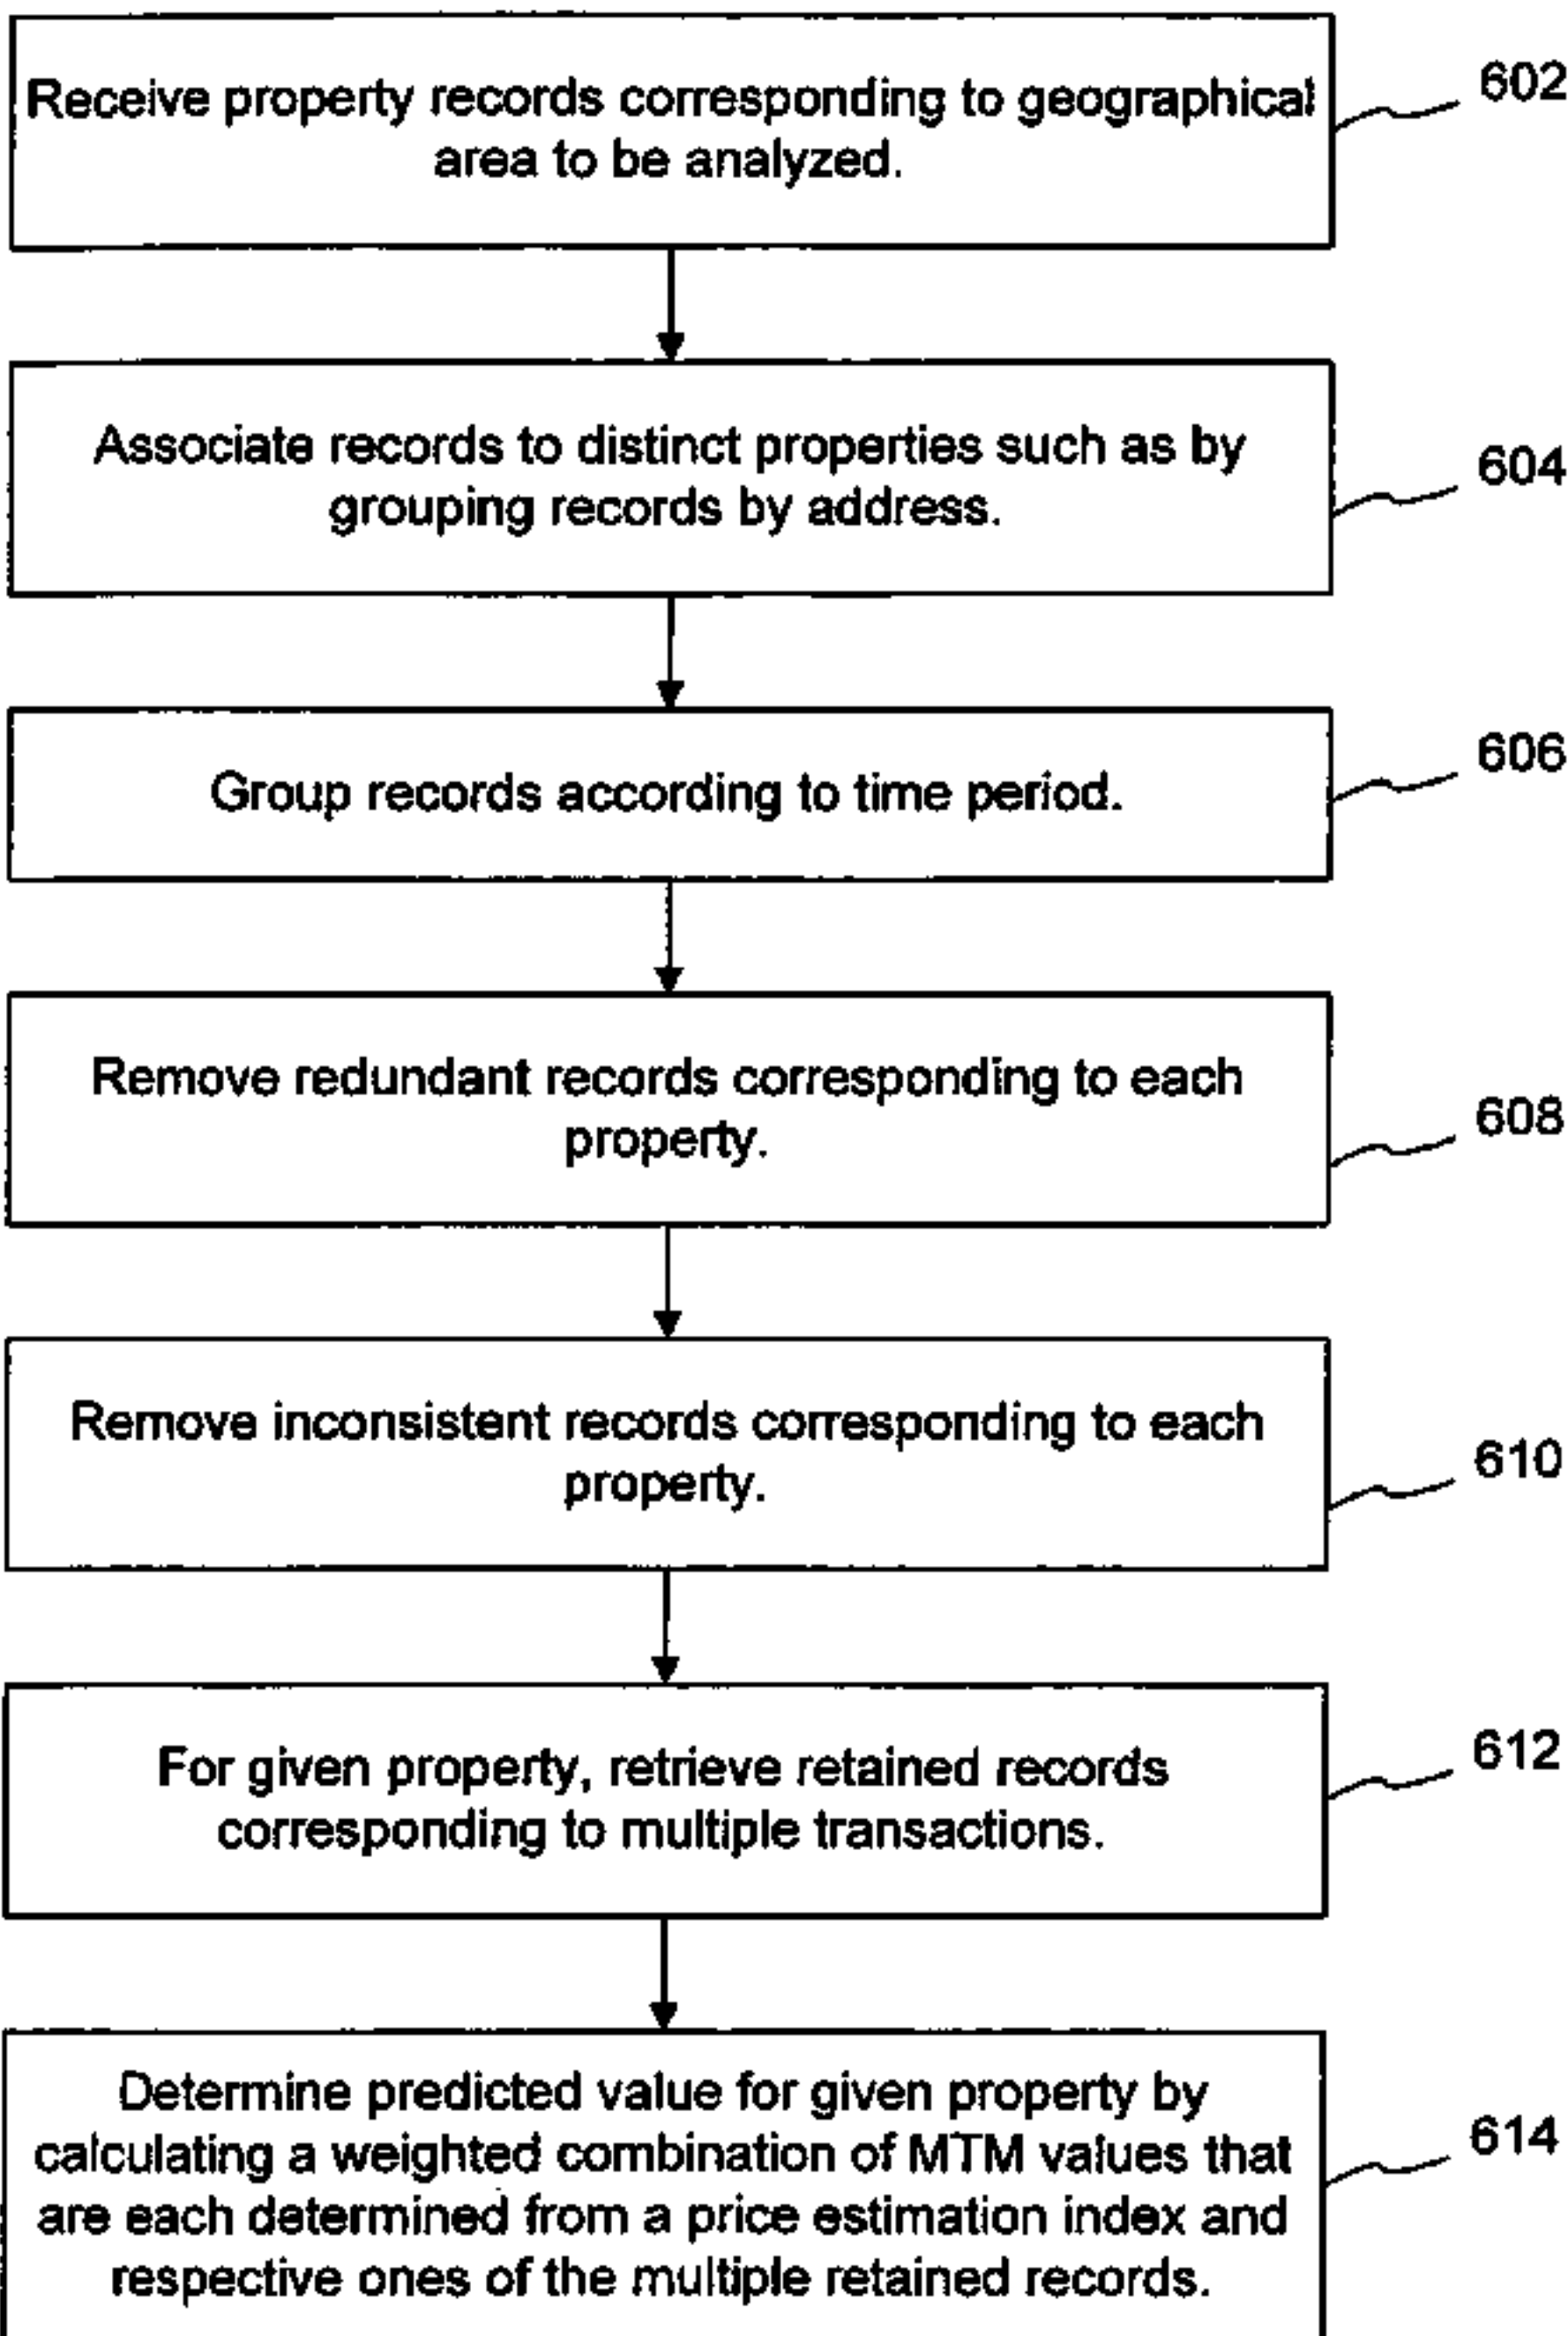 Receive property records corresponding to geographical
area to be analyzed.
602
Associate records to distinct properties such as by
grouping records by address.
604
Group records according to time period.
606
Remove redundant records corresponding to each
property.
608
Remove inconsistent records corresponding to each
property.
610
For given property, retrieve retained records
corresponding to multiple transactions.
612
Determine predicted value for given property by
calculating a weighted combination of MTM values that
are each determined from a price estimation index and
respective ones of the multiple retained records.
614